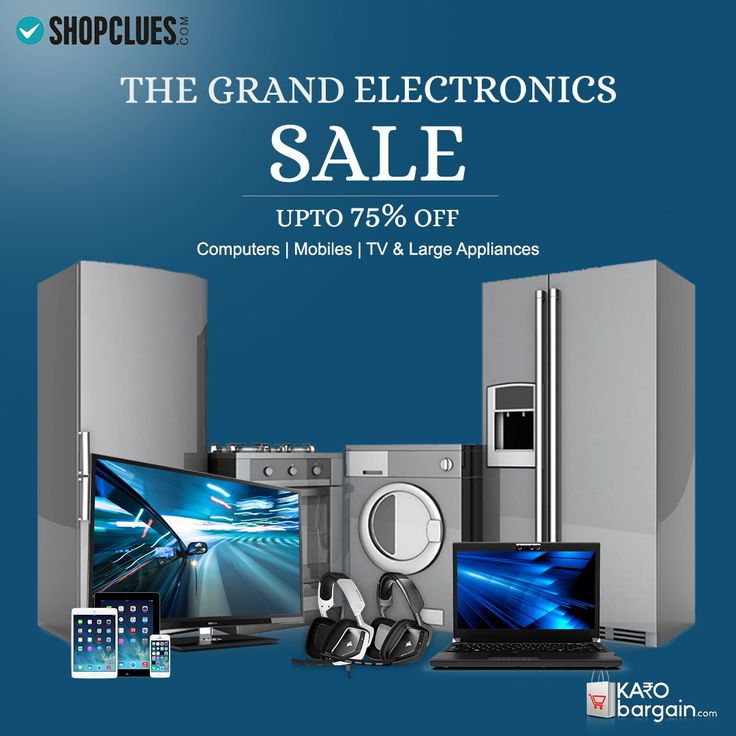 SHOPCLUES.COM
THE GRAND ELECTRONICS
SALE
UPTO 75% OFF
Computers | Mobiles | TV & Large Appliances
KARO
bargain.com